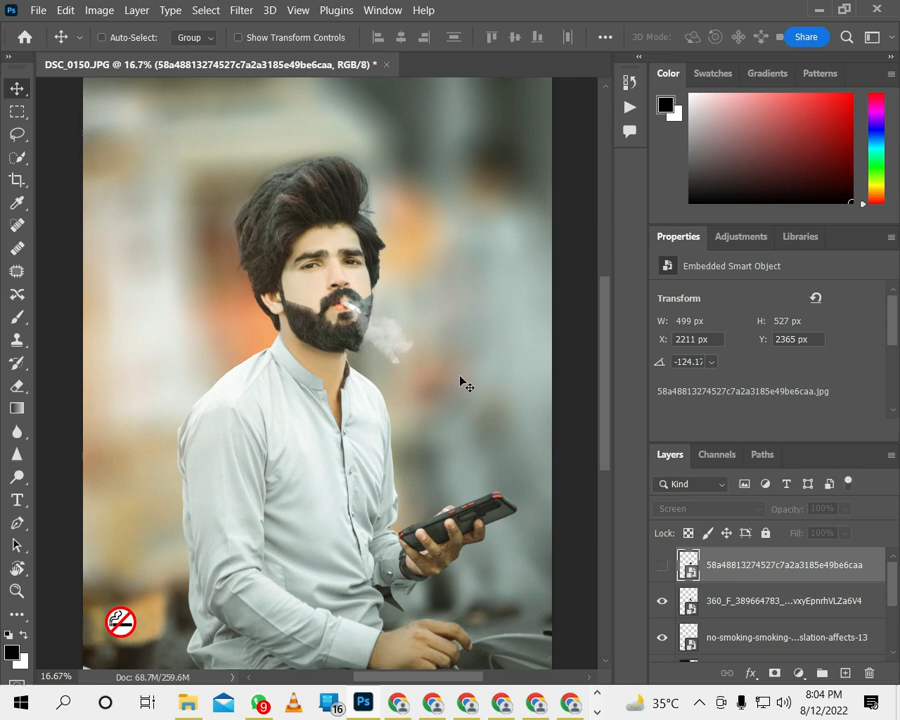 Ps File Edit Image Layer Type Select Filter 3D View Plugins Window Help
Auto-Select: Group Show Transform Controls 3D Mode: Share
DSC_0150.JPG @ 16.7% (58a48813274527c7a2a3185e49be6caa, RGB/8) *
Color Swatches Gradients Patterns
Properties Adjustments Libraries
Embedded Smart Object
Transform
W: 499 px H: 527 px
X: 2211 px Y: 2365 px
58a48813274527c7a2a3185e49be6caa.jpg
Layers Channels Paths
Kind
Screen Opacity: 100%
Lock: Fill: 100%
58a48813274527c7a2a3185e49be6caa
360_F_389664783_...vxyEpnrhVLZa6V4
no-smoking-smoking-...slation-affects-13
16.67% Doc: 68.7M/259.6M
9 16 Ps 35°C 8:04 PM
8/12/2022